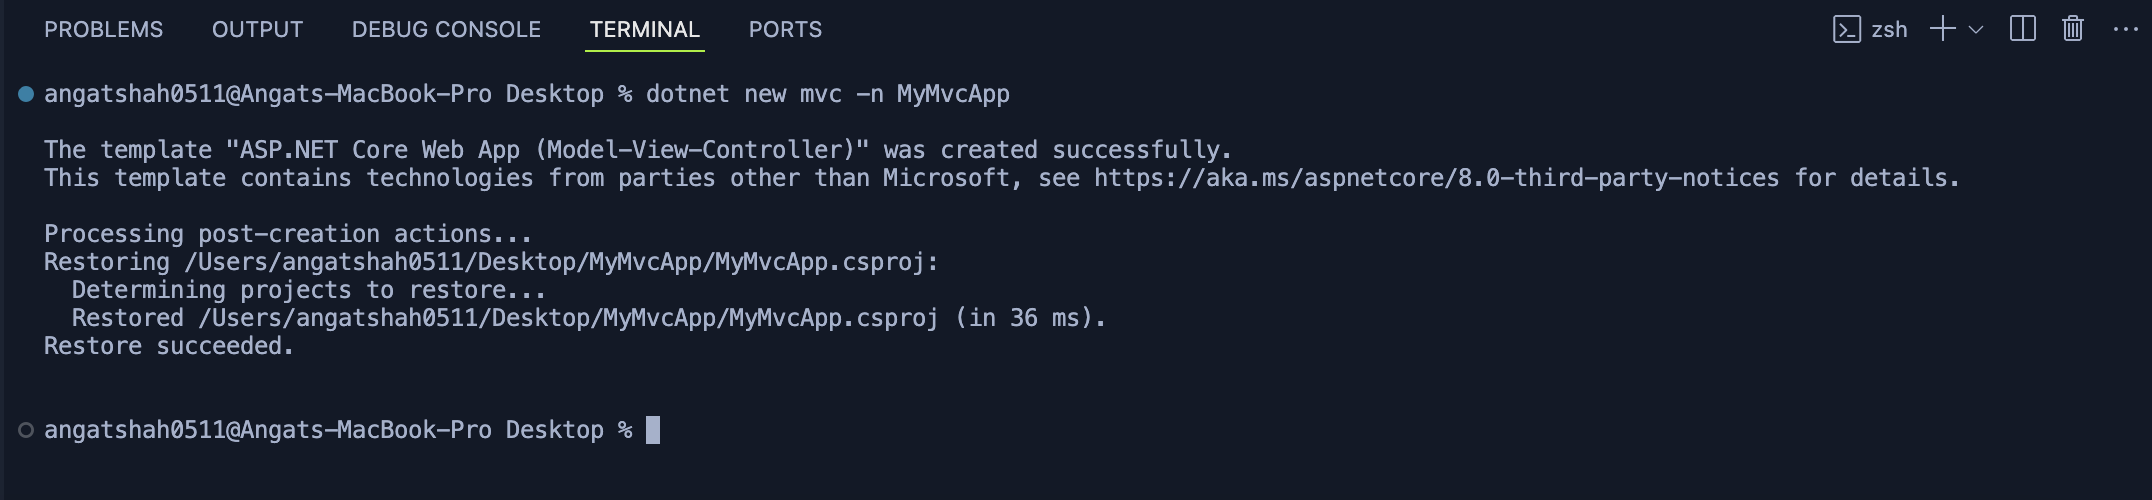 PROBLEMS OUTPUT DEBUG CONSOLE TERMINAL PORTS zsh
angatshah0511@Angats-MacBook-Pro Desktop % dotnet new mvc -n MyMvcApp
The template "ASP.NET Core Web App (Model-View-Controller)" was created successfully.
This template contains technologies from parties other than Microsoft, see https://aka.ms/aspnetcore/8.0-third-party-notices for details.
Processing post-creation actions...
Restoring /Users/angatshah0511/Desktop/MyMvcApp/MyMvcApp.csproj:
Determining projects to restore...
Restored /Users/angatshah0511/Desktop/MyMvcApp/MyMvcApp.csproj (in 36 ms).
Restore succeeded.
angatshah0511@Angats-MacBook-Pro Desktop %